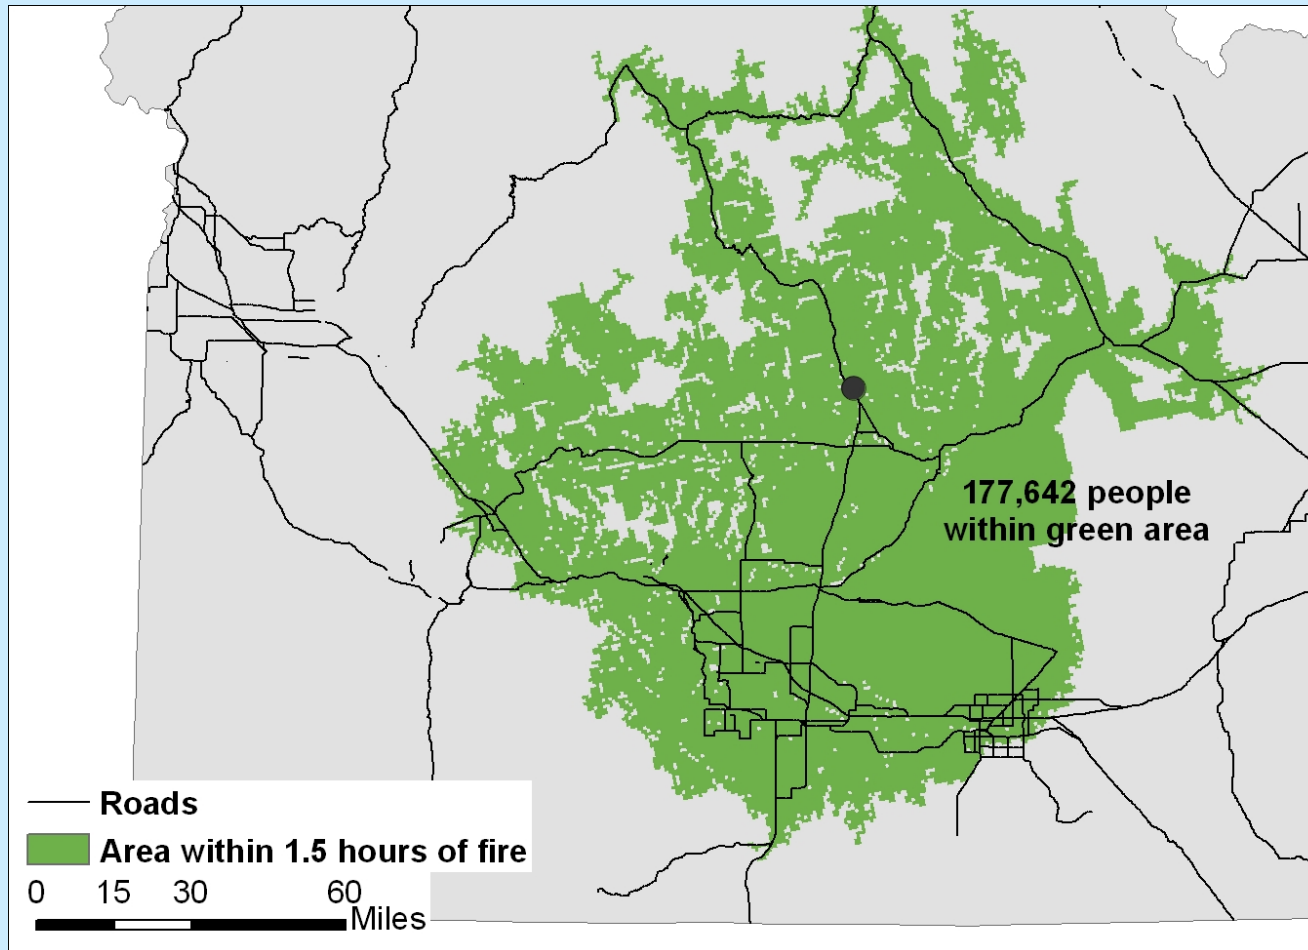 177,642 people
within green area
Roads
Area within 1.5 hours of fire
0 15 30 60
Miles